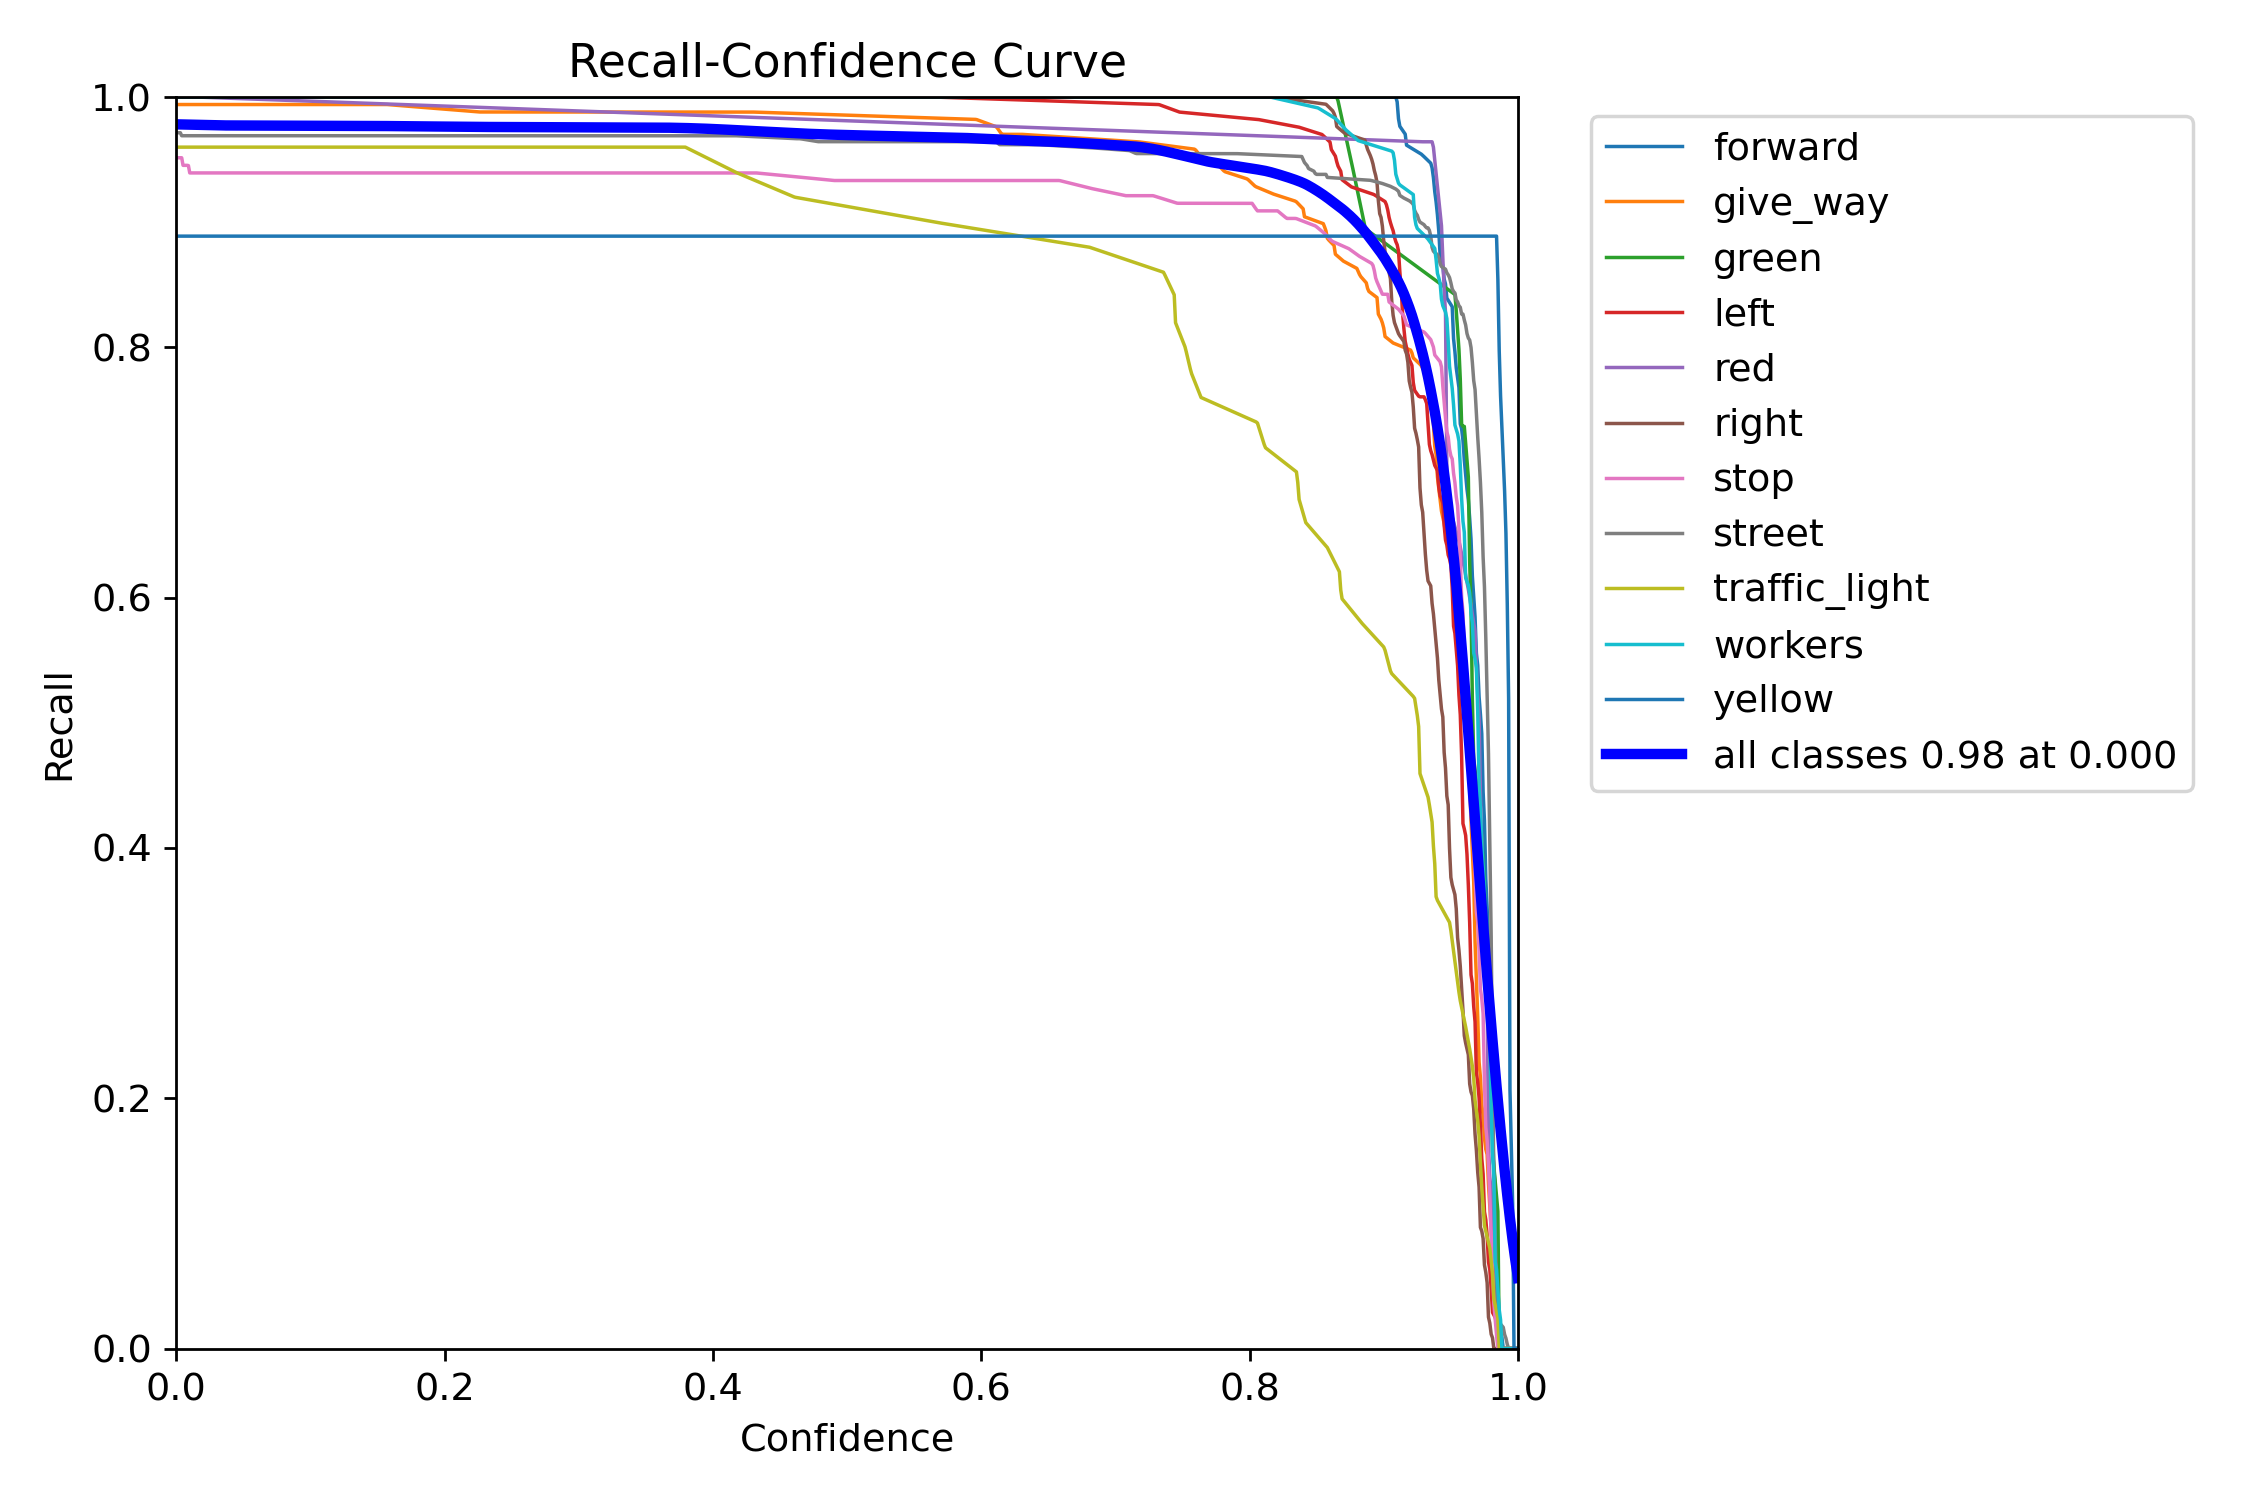 Recall-Confidence Curve
1.0
0.8
0.6
0.4
0.2
0.0
Recall
0.0 0.2 0.4 0.6 0.8 1.0
Confidence
forward
give_way
green
left
red
right
stop
street
traffic_light
workers
yellow
all classes 0.98 at 0.000